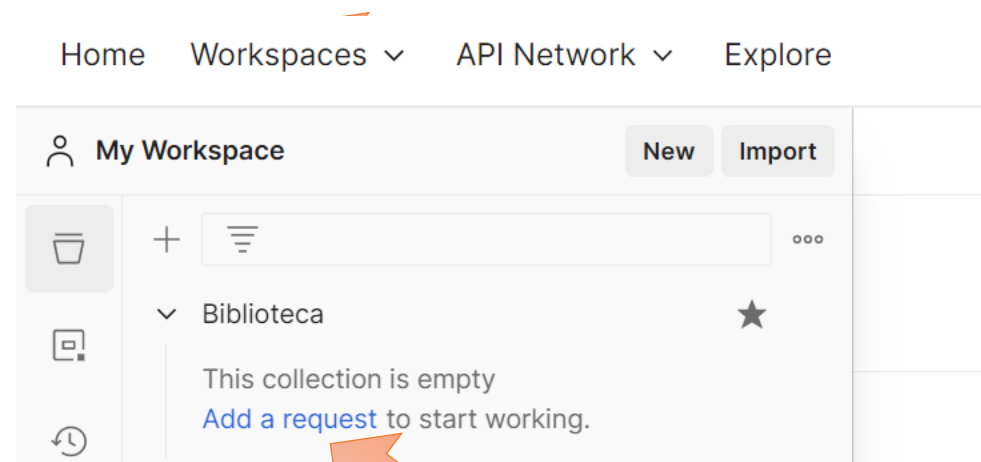 Home Workspaces API Network Explore
My Workspace New Import
Biblioteca
This collection is empty
Add a request to start working.